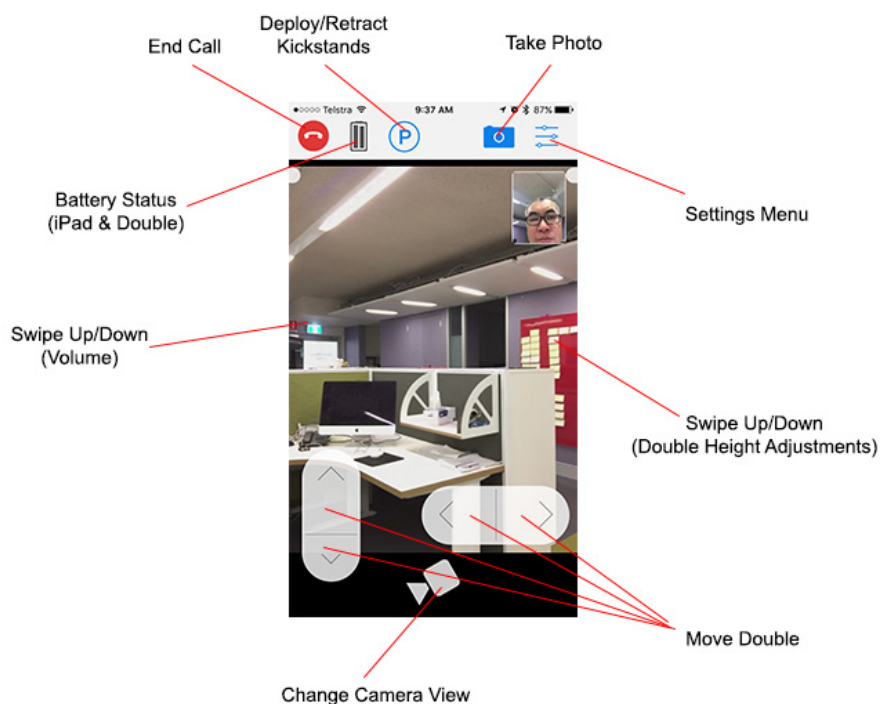 Deploy/Retract
Kickstands
End Call
Take Photo
Telstra
9:37 AM
87%
P
Battery Status
(iPad & Double)
Settings Menu
Swipe Up/Down
(Volume)
Swipe Up/Down
(Double Height Adjustments)
Move Double
Change Camera View